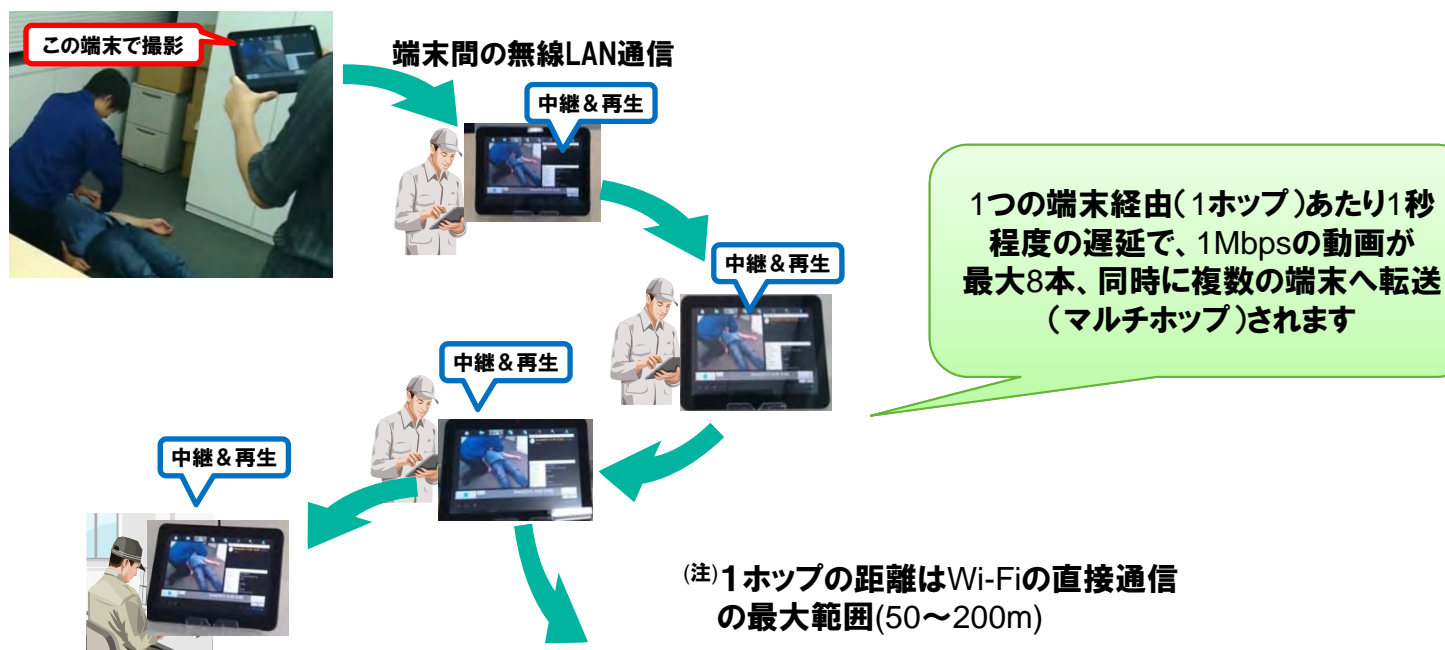 この端末で撮影
端末間の無線LAN通信
中継&再生
中継&再生
中継&再生
中継&再生
1つの端末経由(1ホップ)あたり1秒
程度の遅延で、1Mbpsの動画が
最大8本、同時に複数の端末へ転送
(マルチホップ)されます
(注)1ホップの距離はWi-Fiの直接通信
の最大範囲(50~200m)